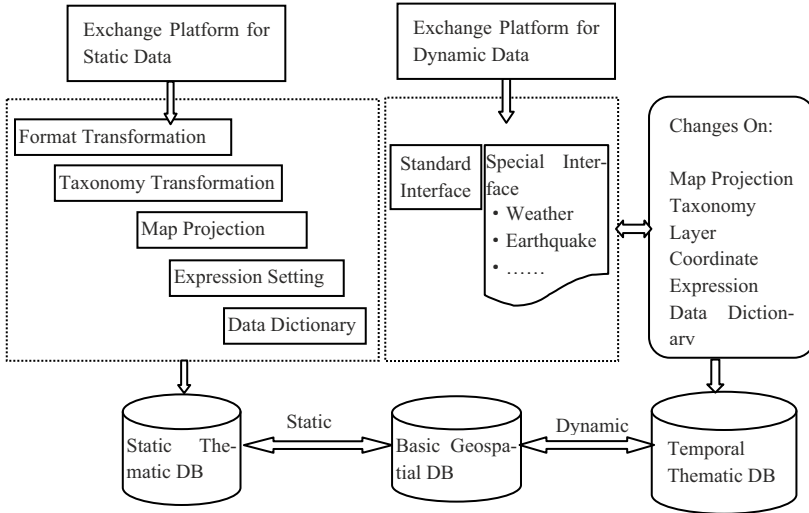 Exchange Platform for
Static Data
Exchange Platform for
Dynamic Data
Format Transformation
Taxonomy Transformation
Map Projection
Expression Setting
Data Dictionary
Standard
Interface
Special Inter-
face
• Weather
• Earthquake
• ……
Changes On:
Map Projection
Taxonomy
Layer
Coordinate
Expression
Data Diction-
ary
Static The-
matic DB
Static
Basic Geospa-
tial DB
Dynamic
Temporal
Thematic DB